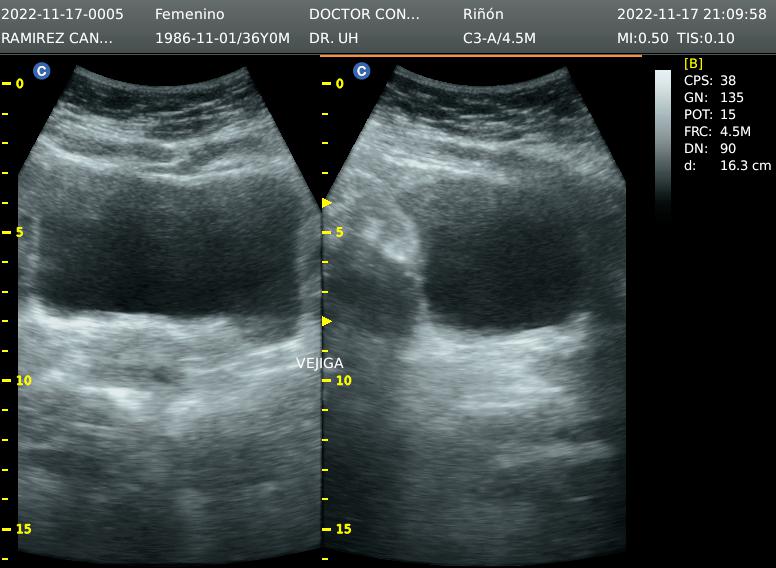 2022-11-17-0005 Femenino DOCTOR CON... Riñón 2022-11-17 21:09:58
RAMIREZ CAN... 1986-11-01/36Y0M DR. UH C3-A/4.5M MI:0.50 TIS:0.10
C
0
5
10
15
C
0
5
10
15
VEJIGA
[B]
CPS: 38
GN: 135
POT: 15
FRC: 4.5M
DN: 90
d: 16.3 cm